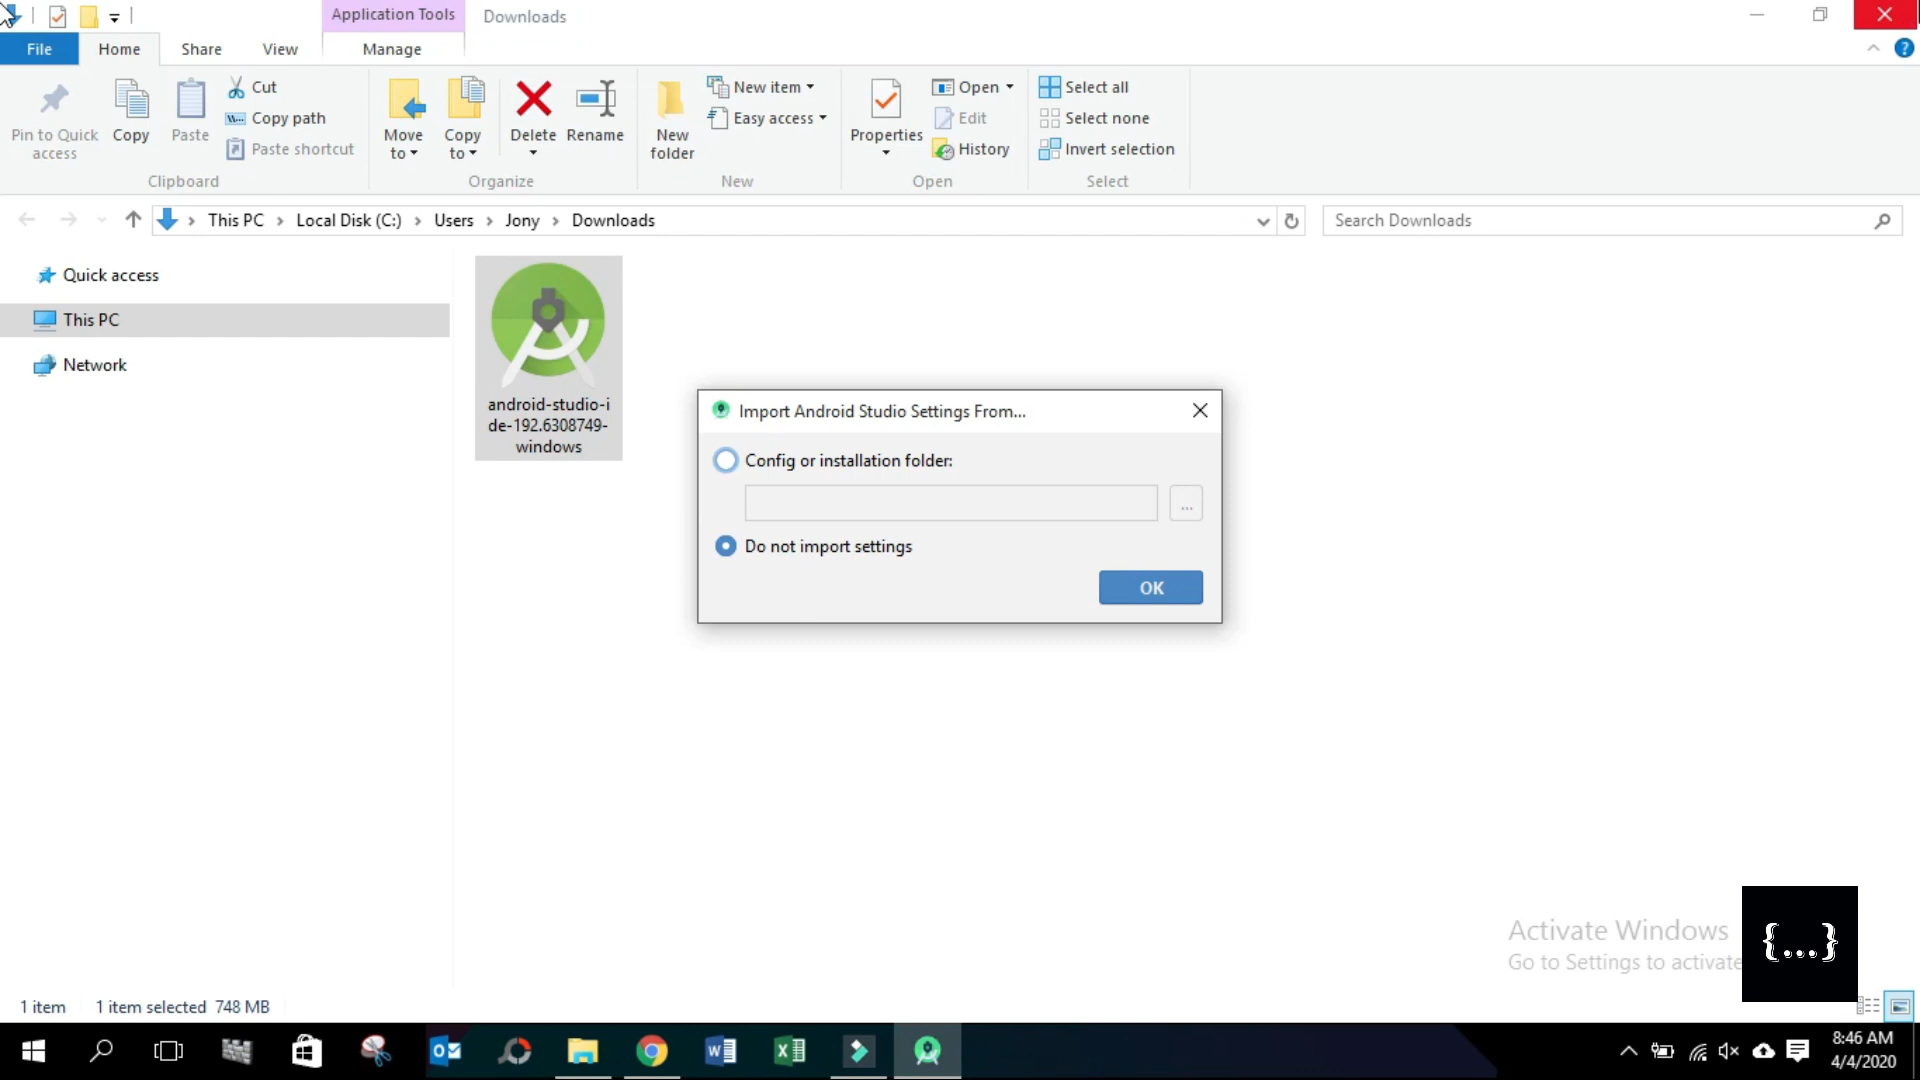 Application Tools
Downloads
File
Home
Share
View
Manage
Pin to Quick
access
Copy
Paste
Cut
Copy path
Paste shortcut
Clipboard
Move
to
Copy
to
Delete
Rename
Organize
New
folder
New item
Easy access
New
Properties
Open
Edit
History
Open
Select all
Select none
Invert selection
Select
This PC
Local Disk (C:)
Users
Jony
Downloads
Search Downloads
Quick access
This PC
Network
android-studio-i
de-192.6308749-
windows
Import Android Studio Settings From...
Config or installation folder:
...
Do not import settings
OK
Activate Windows
Go to Settings to activate
{...}
1 item
1 item selected 748 MB
8:46 AM
4/4/2020